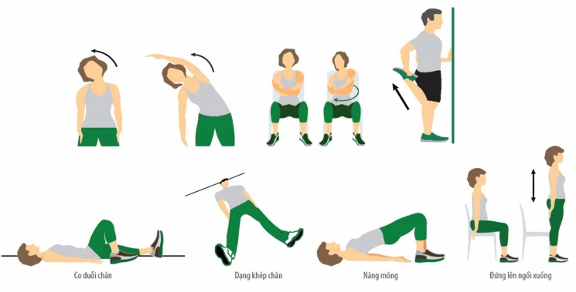 Co duỗi chân
Dạng khép chân
Nâng mông
Đứng lên ngồi xuống